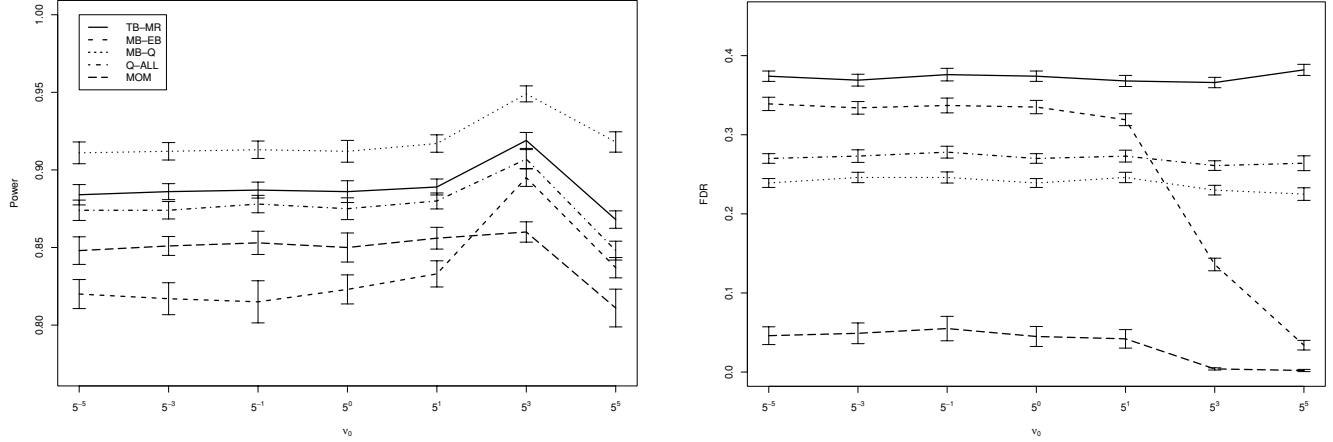 Power
1.00
0.95
0.90
0.85
0.80
TB–MR
MB–EB
MB–Q
Q–ALL
MOM
5⁻⁵ 5⁻³ 5⁻¹ 5⁰ 5¹ 5³ 5⁵
ν₀
FDR
0.4
0.3
0.2
0.1
0.0
5⁻⁵ 5⁻³ 5⁻¹ 5⁰ 5¹ 5³ 5⁵
ν₀